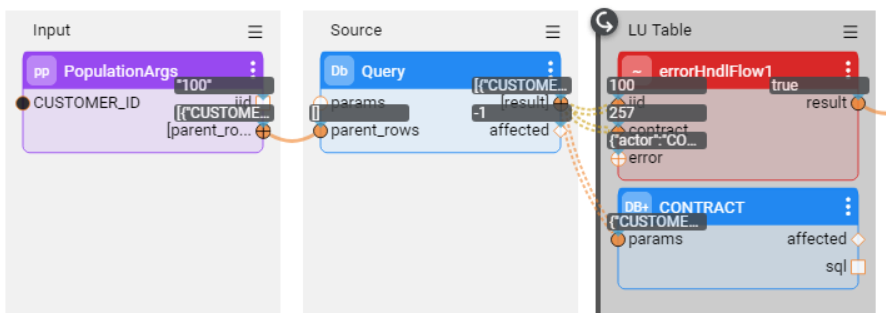 Input
pp PopulationArgs
"100"
CUSTOMER_ID
iid
[{"CUSTOME...
[parent_ro...
Source
Db Query
[{"CUSTOME...
params
[result]
[]
-1
parent_rows
affected
LU Table
~ errorHndlFlow1
100
true
iid
result
257
contract
{"actor":"CO...
error
DB+ CONTRACT
{"CUSTOME...
params
affected
sql